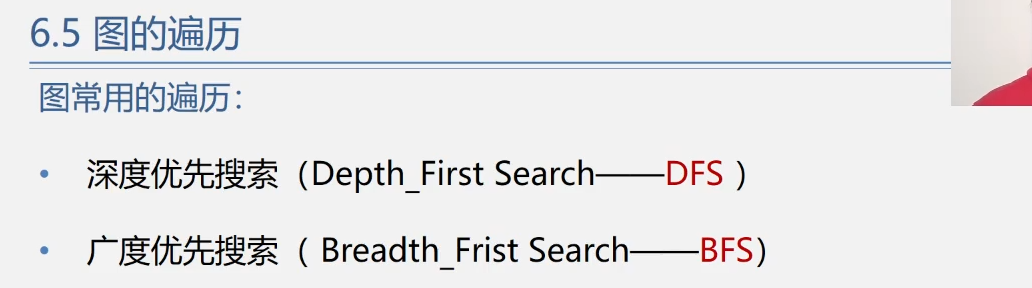 6.5 图的遍历
图常用的遍历：
• 深度优先搜索（Depth_First Search——DFS ）
• 广度优先搜索（ Breadth_Frist Search——BFS）